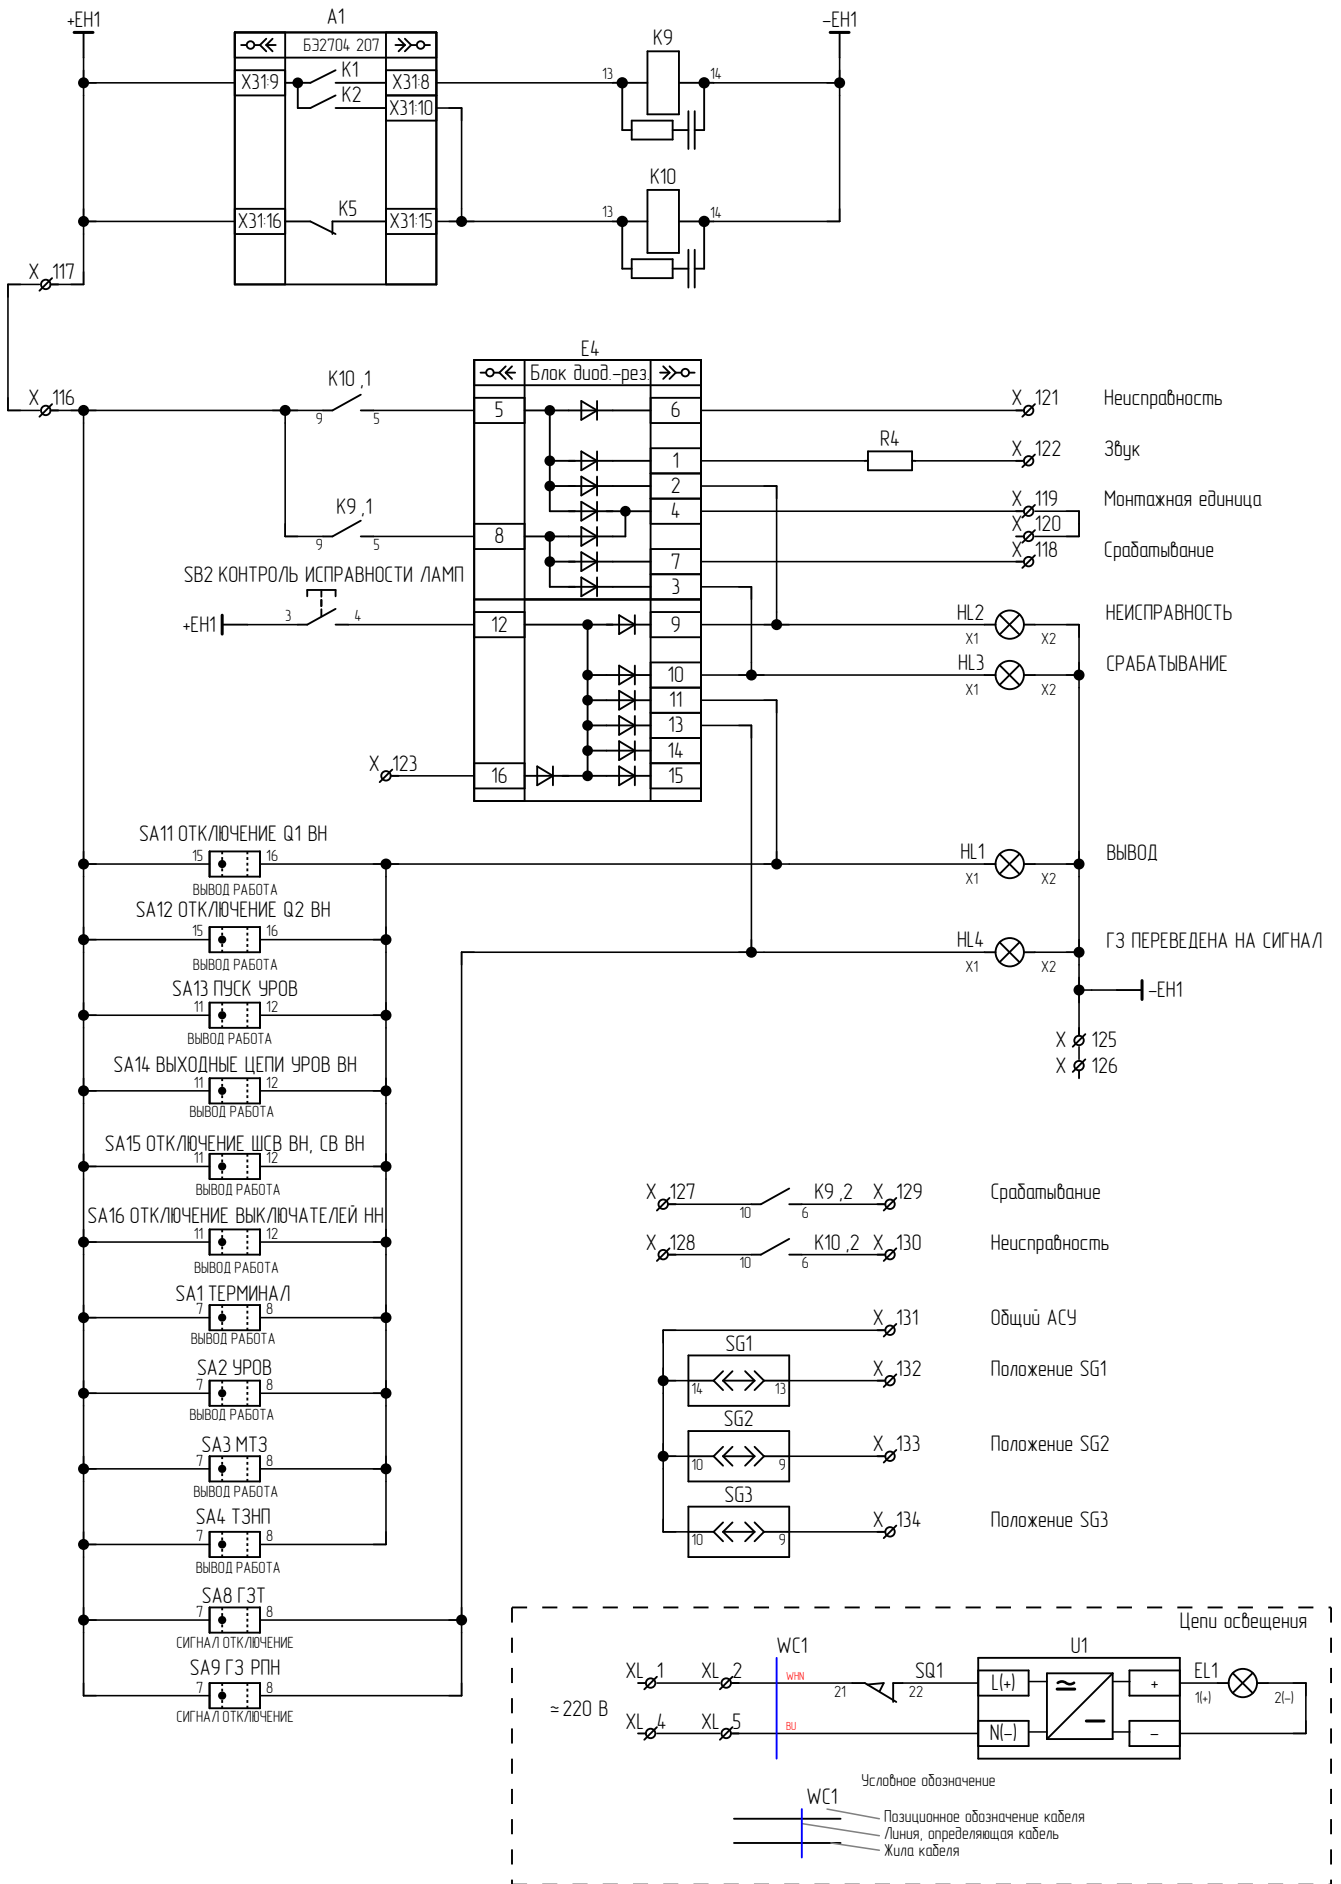 +EH1
A1
−EH1
БЭ2704 207
K9
X31:9
K1
X31:8
13
14
K2
X31:10
K10
X31:16
K5
X31:15
13
14
X 117
E4
Блок диод.-рез.
X 116
K10 ,1
9
5
5
6
X 121
Неисправность
1
R4
X 122
Звук
2
K9 ,1
9
5
4
X 119
Монтажная единица
8
X 120
7
X 118
Срабатывание
3
SB2 КОНТРОЛЬ ИСПРАВНОСТИ ЛАМП
+EH1
3
4
12
9
HL2
X1
X2
НЕИСПРАВНОСТЬ
10
HL3
X1
X2
СРАБАТЫВАНИЕ
11
13
14
X 123
16
15
SA11 ОТКЛЮЧЕНИЕ Q1 ВН
15
16
ВЫВОД РАБОТА
HL1
X1
X2
ВЫВОД
SA12 ОТКЛЮЧЕНИЕ Q2 ВН
15
16
ВЫВОД РАБОТА
HL4
X1
X2
ГЗ ПЕРЕВЕДЕНА НА СИГНАЛ
SA13 ПУСК УРОВ
11
12
ВЫВОД РАБОТА
−EH1
X 125
X 126
SA14 ВЫХОДНЫЕ ЦЕПИ УРОВ ВН
11
12
ВЫВОД РАБОТА
SA15 ОТКЛЮЧЕНИЕ ШСВ ВН, СВ ВН
11
12
ВЫВОД РАБОТА
SA16 ОТКЛЮЧЕНИЕ ВЫКЛЮЧАТЕЛЕЙ НН
11
12
ВЫВОД РАБОТА
X 127
10
6
K9 ,2
X 129
Срабатывание
X 128
10
6
K10 ,2
X 130
Неисправность
SA1 ТЕРМИНАЛ
7
8
ВЫВОД РАБОТА
SA2 УРОВ
7
8
ВЫВОД РАБОТА
SA3 МТЗ
7
8
ВЫВОД РАБОТА
SA4 ТЗНП
7
8
ВЫВОД РАБОТА
SA8 ГЗТ
7
8
СИГНАЛ ОТКЛЮЧЕНИЕ
SA9 ГЗ РПН
7
8
СИГНАЛ ОТКЛЮЧЕНИЕ
X 131
Общий АСУ
SG1
14
13
X 132
Положение SG1
SG2
10
9
X 133
Положение SG2
SG3
10
9
X 134
Положение SG3
Цепи освещения
≃ 220 В
XL 1
XL 2
WC1
WHN
21
SQ1
22
U1
L(+)
≃
+
EL1
1(+)
2(−)
XL 4
XL 5
BU
N(−)
−
−
Условное обозначение
WC1
Позиционное обозначение кабеля
Линия, определяющая кабель
Жила кабеля